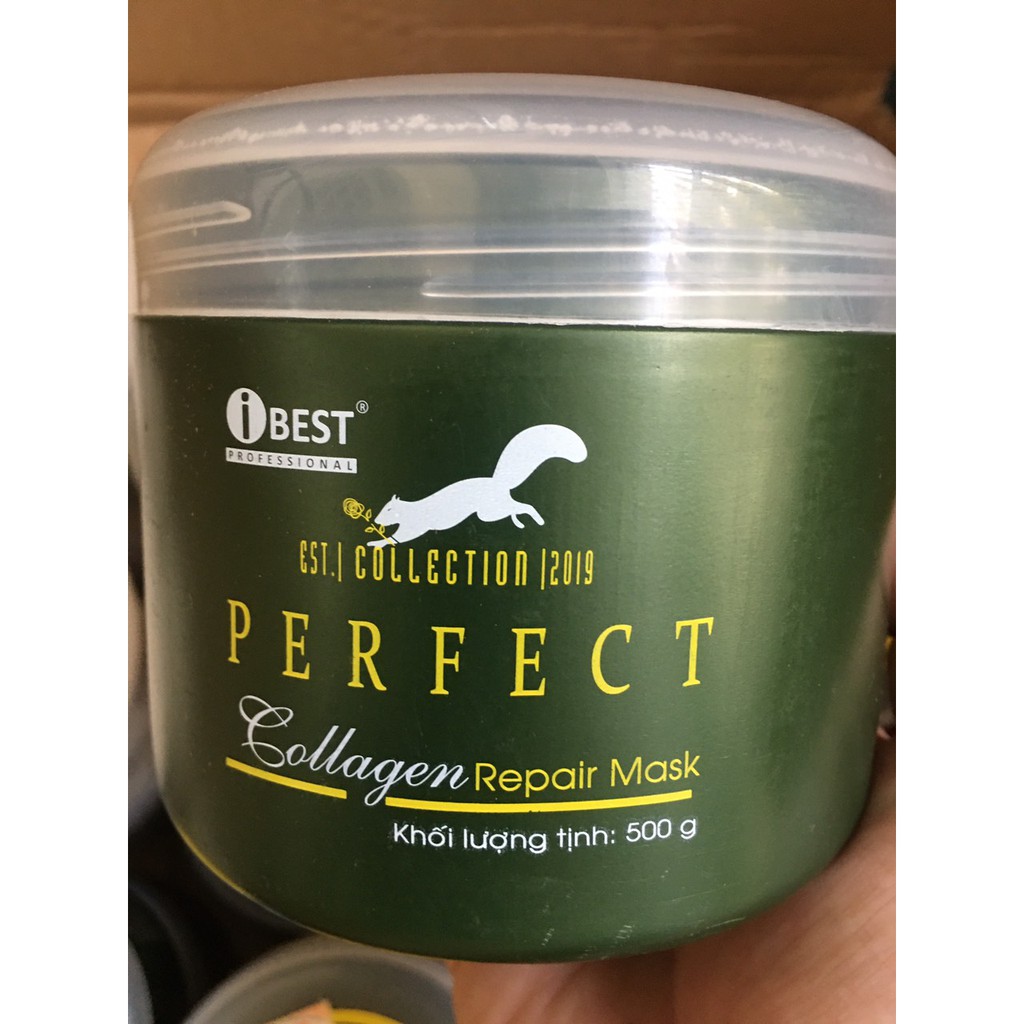 iBEST®
PROFESSIONAL
EST.| COLLECTION |2019
PERFECT
Collagen Repair Mask
Khối lượng tịnh: 500 g